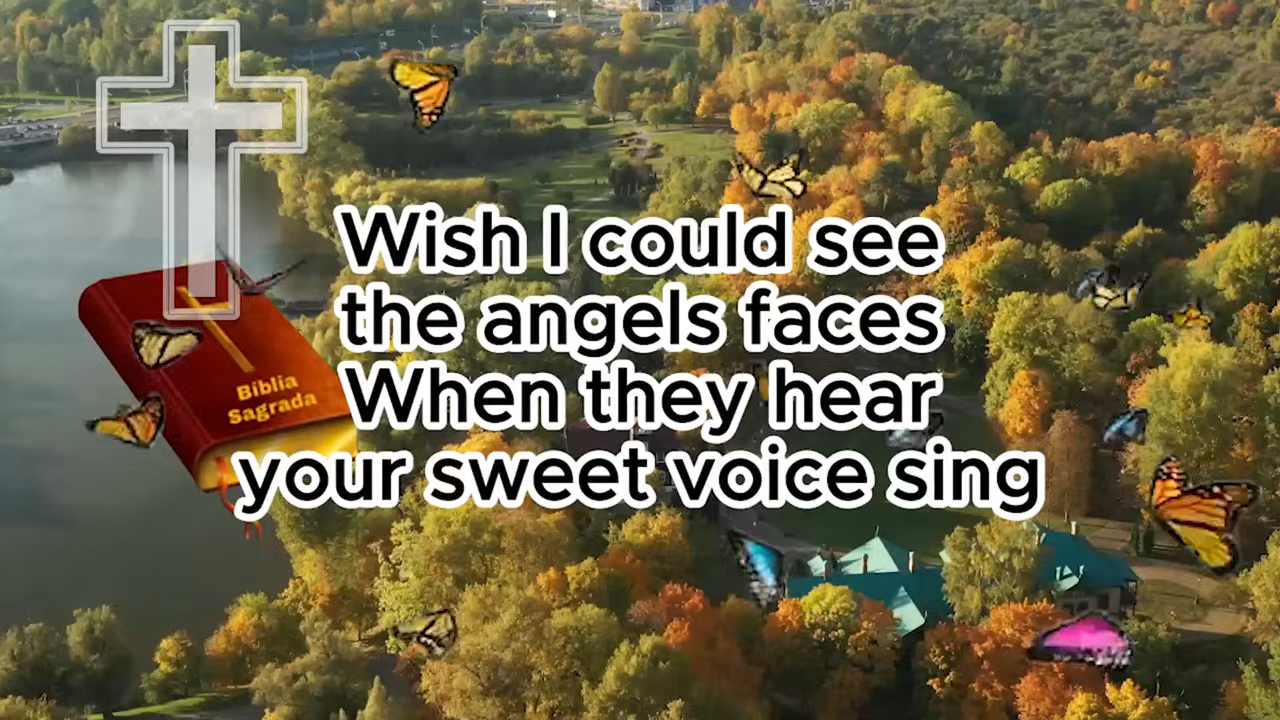 Wish I could see
the angels faces
When they hear
your sweet voice sing
Bíblia
Sagrada